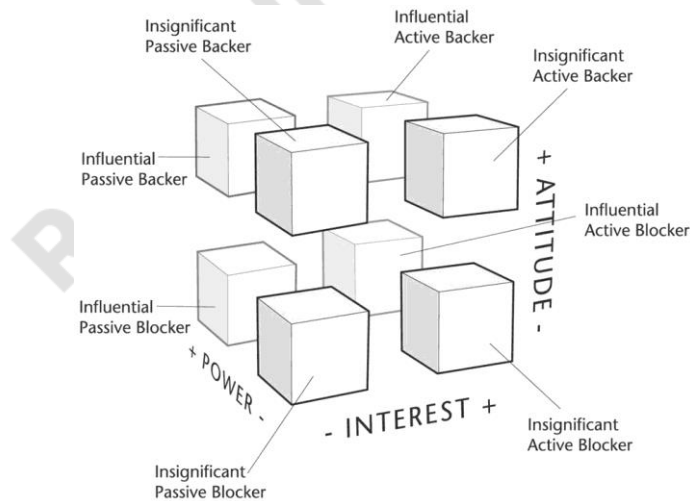 Insignificant
Passive Backer
Influential
Active Backer
Insignificant
Active Backer
Influential
Passive Backer
+ ATTITUDE -
Influential
Active Blocker
Influential
Passive Blocker
+ POWER -
- INTEREST +
Insignificant
Active Blocker
Insignificant
Passive Blocker